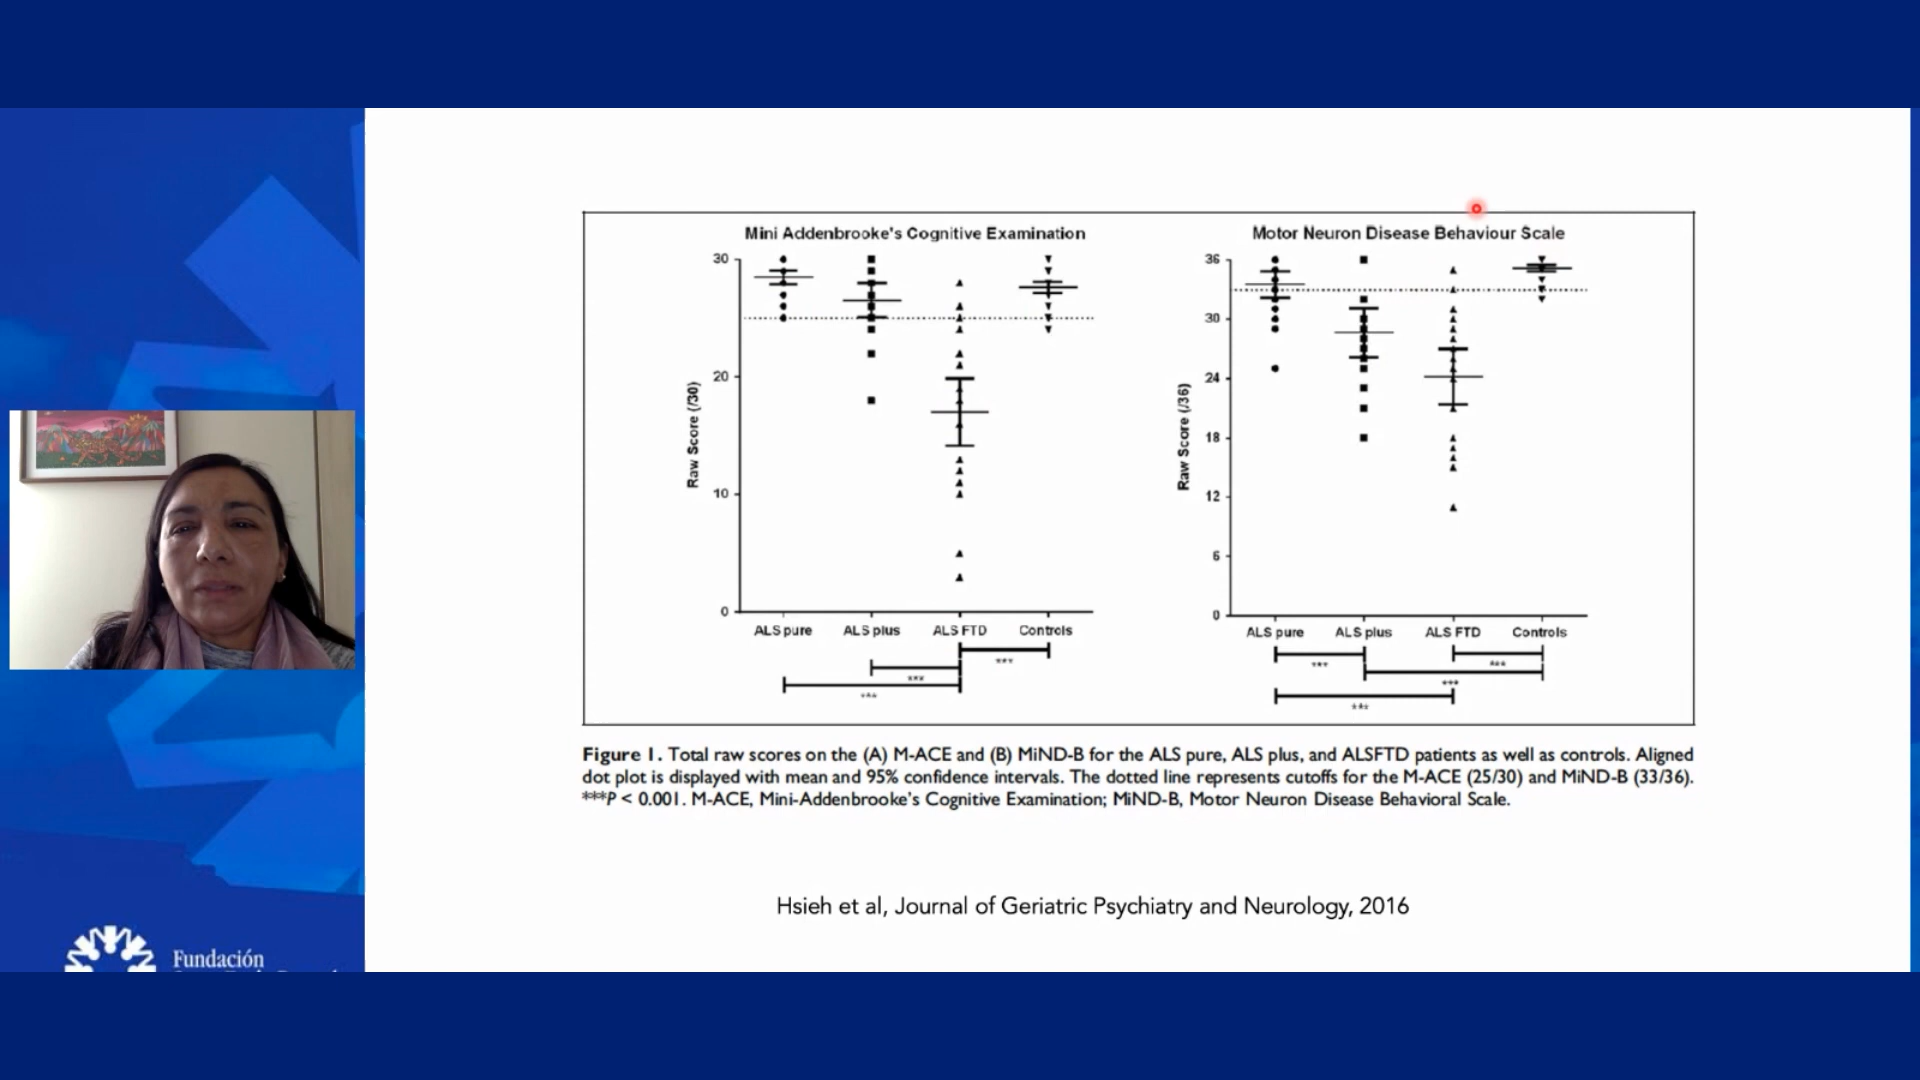 Mini Addenbrooke's Cognitive Examination
30
20
10
0
Raw Score (/30)
ALS pure ALS plus ALS FTD Controls
***
***
***
Motor Neuron Disease Behaviour Scale
36
30
24
18
12
6
0
Raw Score (/36)
ALS pure ALS plus ALS FTD Controls
***
***
***
***
Figure 1. Total raw scores on the (A) M-ACE and (B) MiND-B for the ALS pure, ALS plus, and ALSFTD patients as well as controls. Aligned
dot plot is displayed with mean and 95% confidence intervals. The dotted line represents cutoffs for the M-ACE (25/30) and MiND-B (33/36).
***P < 0.001. M-ACE, Mini-Addenbrooke's Cognitive Examination; MiND-B, Motor Neuron Disease Behavioral Scale.
Hsieh et al, Journal of Geriatric Psychiatry and Neurology, 2016
Fundación